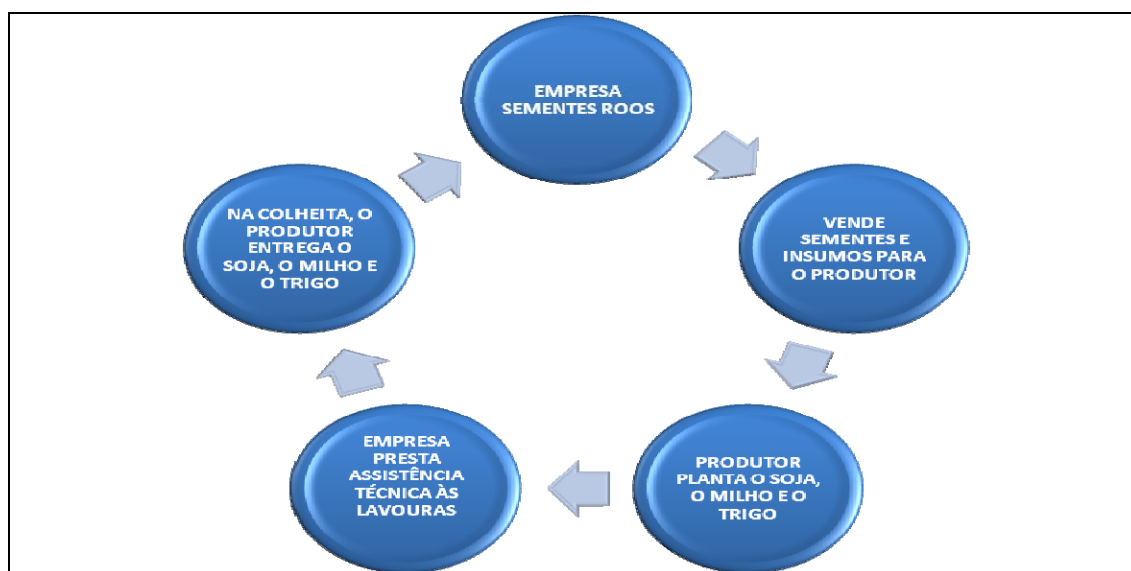 EMPRESA
SEMENTES ROOS
VENDE
SEMENTES E
INSUMOS PARA
O PRODUTOR
PRODUTOR
PLANTA O SOJA,
O MILHO E O
TRIGO
EMPRESA
PRESTA
ASSISTÊNCIA
TÉCNICA ÀS
LAVOURAS
NA COLHEITA, O
PRODUTOR
ENTREGA O
SOJA, O MILHO E
O TRIGO